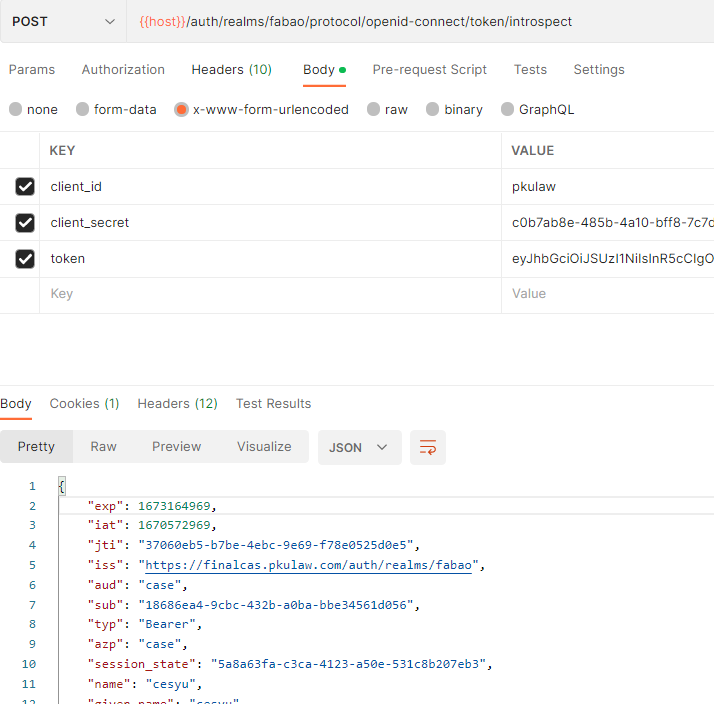 POST {{host}}/auth/realms/fabao/protocol/openid-connect/token/introspect
Params Authorization Headers (10) Body Pre-request Script Tests Settings
none form-data x-www-form-urlencoded raw binary GraphQL
KEY VALUE
client_id pkulaw
client_secret c0b7ab8e-485b-4a10-bff8-7c7d
token eyJhbGciOiJSUzI1NiIsInR5cCIgO
Key Value
Body Cookies (1) Headers (12) Test Results
Pretty Raw Preview Visualize JSON
1 {
2 "exp": 1673164969,
3 "iat": 1670572969,
4 "jti": "37060eb5-b7be-4ebc-9e69-f78e0525d0e5",
5 "iss": "https://finalcas.pkulaw.com/auth/realms/fabao",
6 "aud": "case",
7 "sub": "18686ea4-9cbc-432b-a0ba-bbe34561d056",
8 "typ": "Bearer",
9 "azp": "case",
10 "session_state": "5a8a63fa-c3ca-4123-a50e-531c8b207eb3",
11 "name": "cesyu",
12 "given_name": "cesyu"